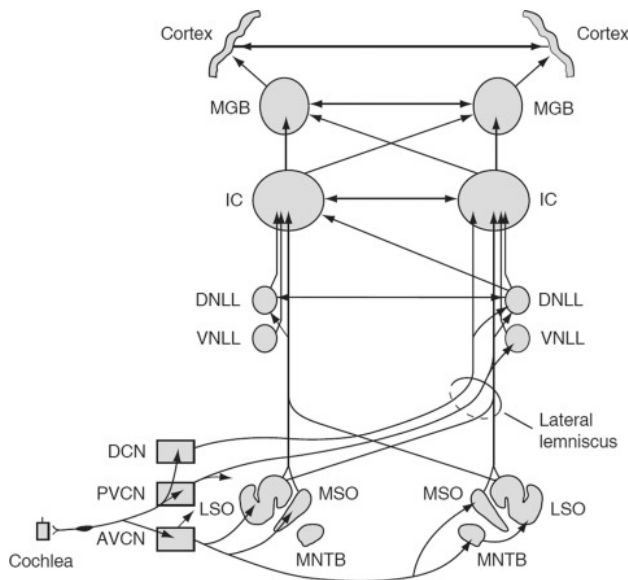 Cortex
Cortex
MGB
MGB
IC
IC
DNLL
DNLL
VNLL
VNLL
Lateral
lemniscus
DCN
PVCN
LSO
MSO
MSO
LSO
AVCN
MNTB
MNTB
Cochlea